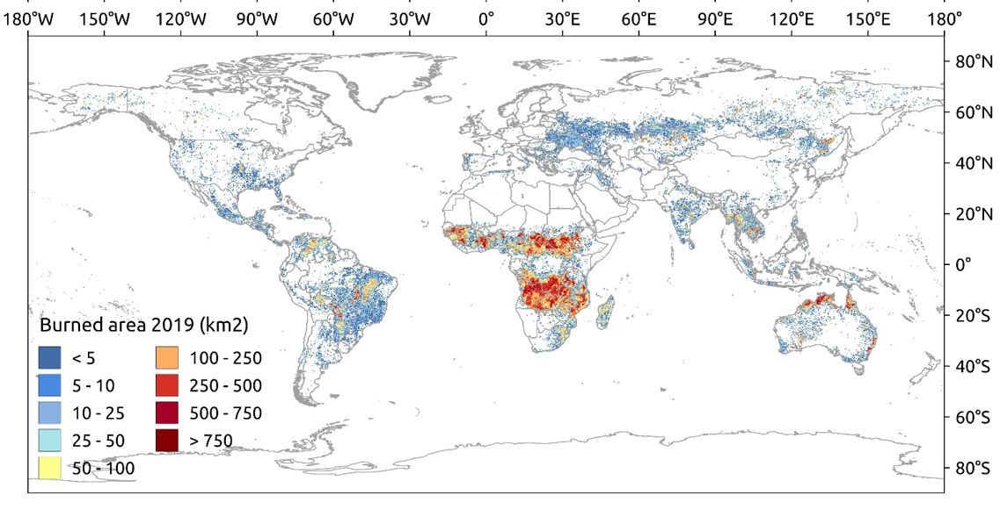 180°W 150°W 120°W 90°W 60°W 30°W 0° 30°E 60°E 90°E 120°E 150°E 180°
80°N
60°N
40°N
20°N
0°
20°S
40°S
60°S
80°S
Burned area 2019 (km2)
< 5
5 - 10
10 - 25
25 - 50
50 - 100
100 - 250
250 - 500
500 - 750
> 750